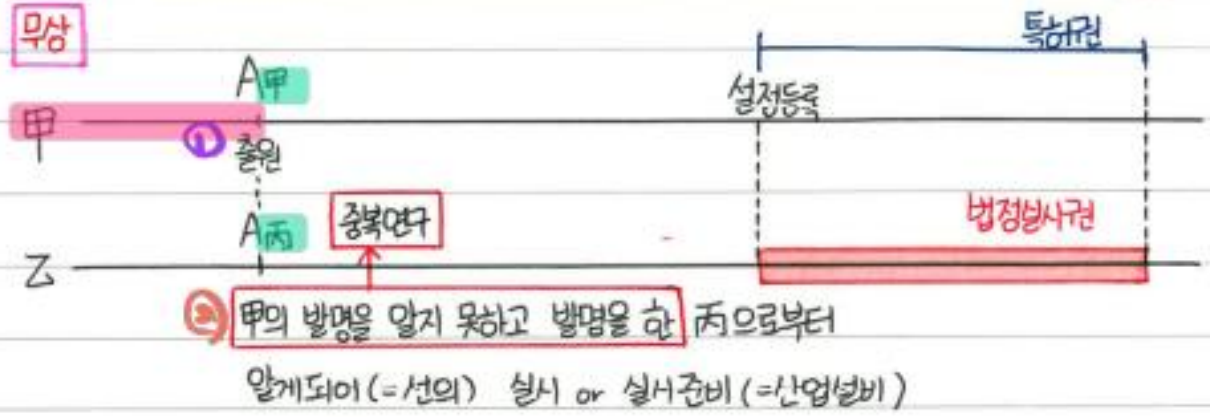 무상
특허권
A甲
설정등록
甲
① 출원
법정실시권
A丙 중복연구
乙
② 甲의 발명을 알지 못하고 발명을 한 丙으로부터
알게되어(=선의) 실시 or 실시준비(=산업설비)